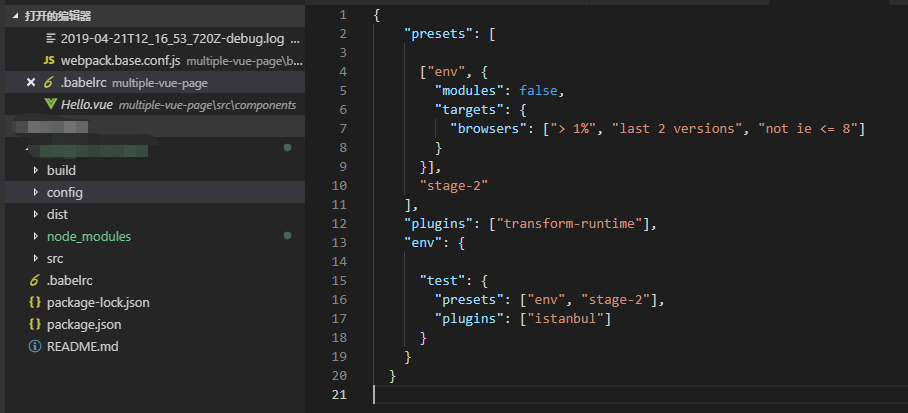 打开的编辑器
2019-04-21T12_16_53_720Z-debug.log ...
JS webpack.base.conf.js multiple-vue-page\b...
.babelrc multiple-vue-page
Hello.vue multiple-vue-page\src\components
build
config
dist
node_modules
src
.babelrc
package-lock.json
package.json
README.md
1 {
2 "presets": [
3
4 ["env", {
5 "modules": false,
6 "targets": {
7 "browsers": ["> 1%", "last 2 versions", "not ie <= 8"]
8 }
9 }],
10 "stage-2"
11 ],
12 "plugins": ["transform-runtime"],
13 "env": {
14
15 "test": {
16 "presets": ["env", "stage-2"],
17 "plugins": ["istanbul"]
18 }
19 }
20 }
21